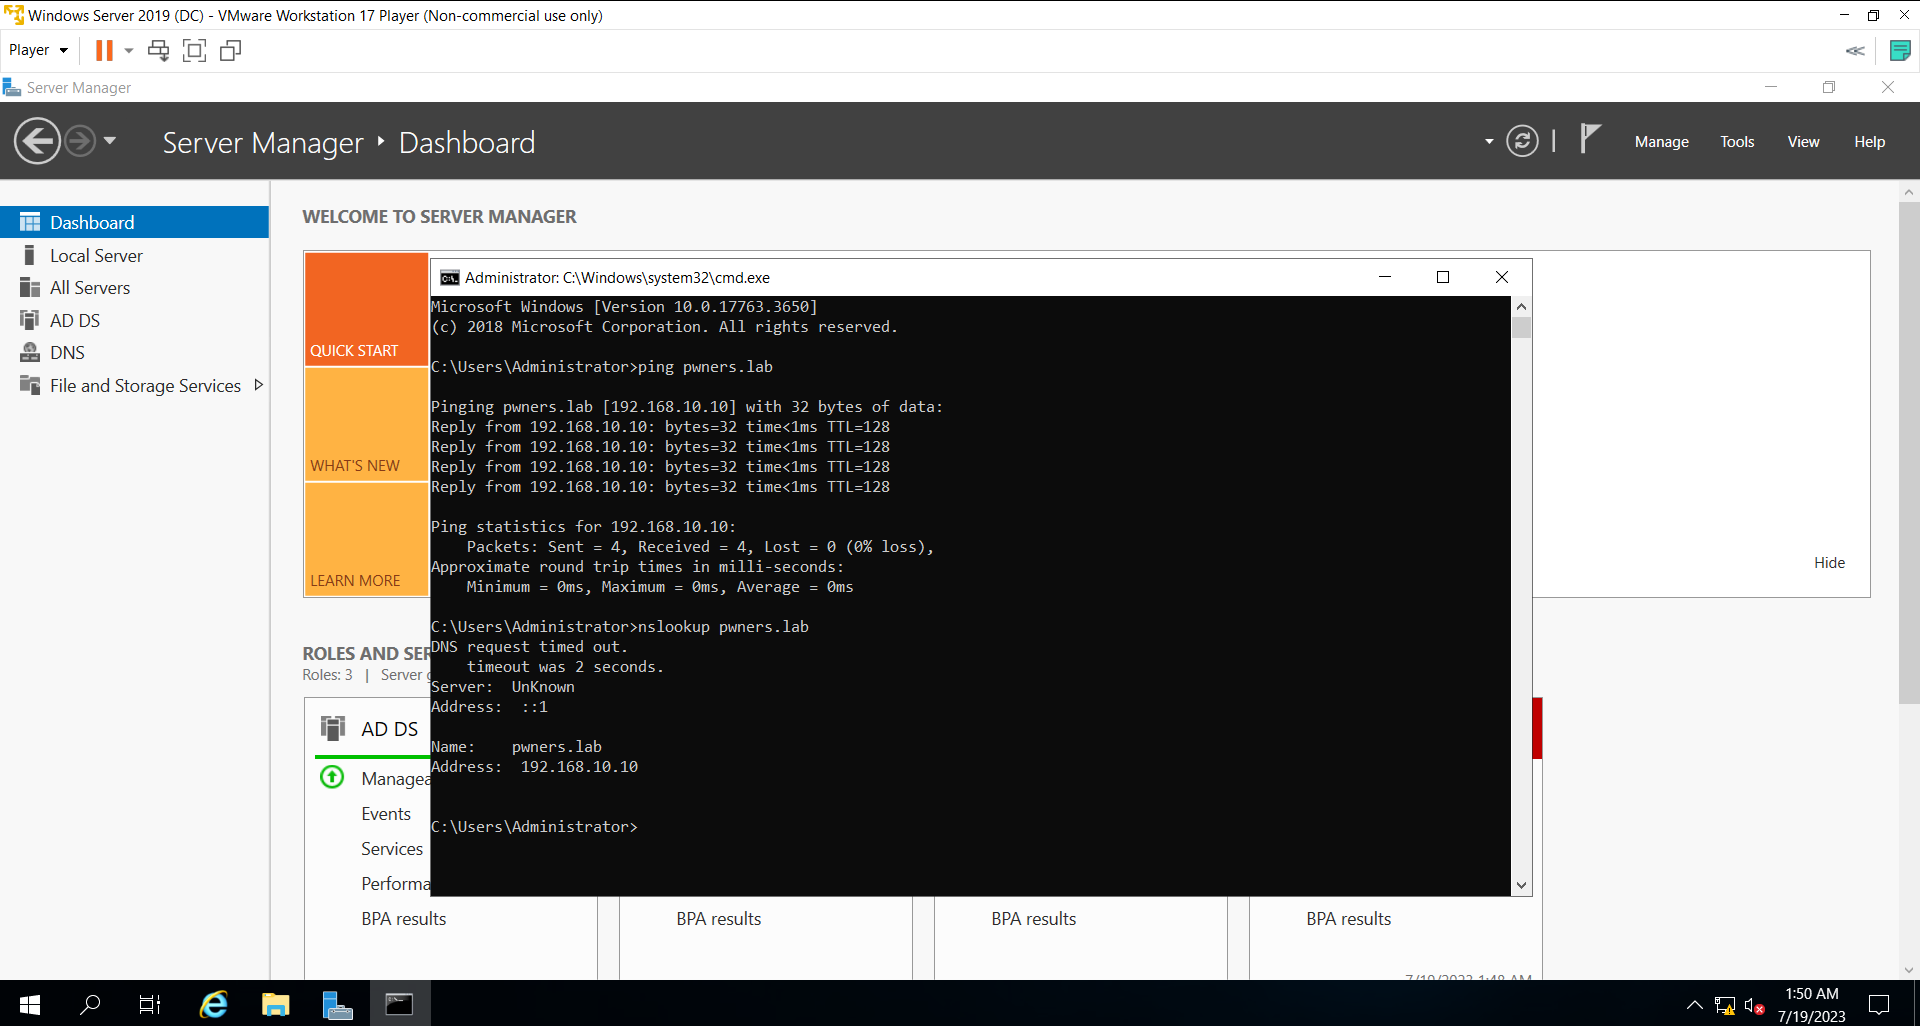 Windows Server 2019 (DC) - VMware Workstation 17 Player (Non-commercial use only)
Player
Server Manager
Server Manager ‣ Dashboard
Manage Tools View Help
Dashboard
Local Server
All Servers
AD DS
DNS
File and Storage Services
WELCOME TO SERVER MANAGER
QUICK START
WHAT'S NEW
LEARN MORE
Hide
ROLES AND SER
Roles: 3 | Server g
AD DS
Managea
Events
Services
Performa
BPA results
BPA results
BPA results
BPA results
7/19/2023 1:48 AM
Administrator: C:\Windows\system32\cmd.exe
Microsoft Windows [Version 10.0.17763.3650]
(c) 2018 Microsoft Corporation. All rights reserved.
C:\Users\Administrator>ping pwners.lab
Pinging pwners.lab [192.168.10.10] with 32 bytes of data:
Reply from 192.168.10.10: bytes=32 time<1ms TTL=128
Reply from 192.168.10.10: bytes=32 time<1ms TTL=128
Reply from 192.168.10.10: bytes=32 time<1ms TTL=128
Reply from 192.168.10.10: bytes=32 time<1ms TTL=128
Ping statistics for 192.168.10.10:
    Packets: Sent = 4, Received = 4, Lost = 0 (0% loss),
Approximate round trip times in milli-seconds:
    Minimum = 0ms, Maximum = 0ms, Average = 0ms
C:\Users\Administrator>nslookup pwners.lab
DNS request timed out.
    timeout was 2 seconds.
Server:  UnKnown
Address:  ::1
Name:    pwners.lab
Address:  192.168.10.10
C:\Users\Administrator>
1:50 AM
7/19/2023